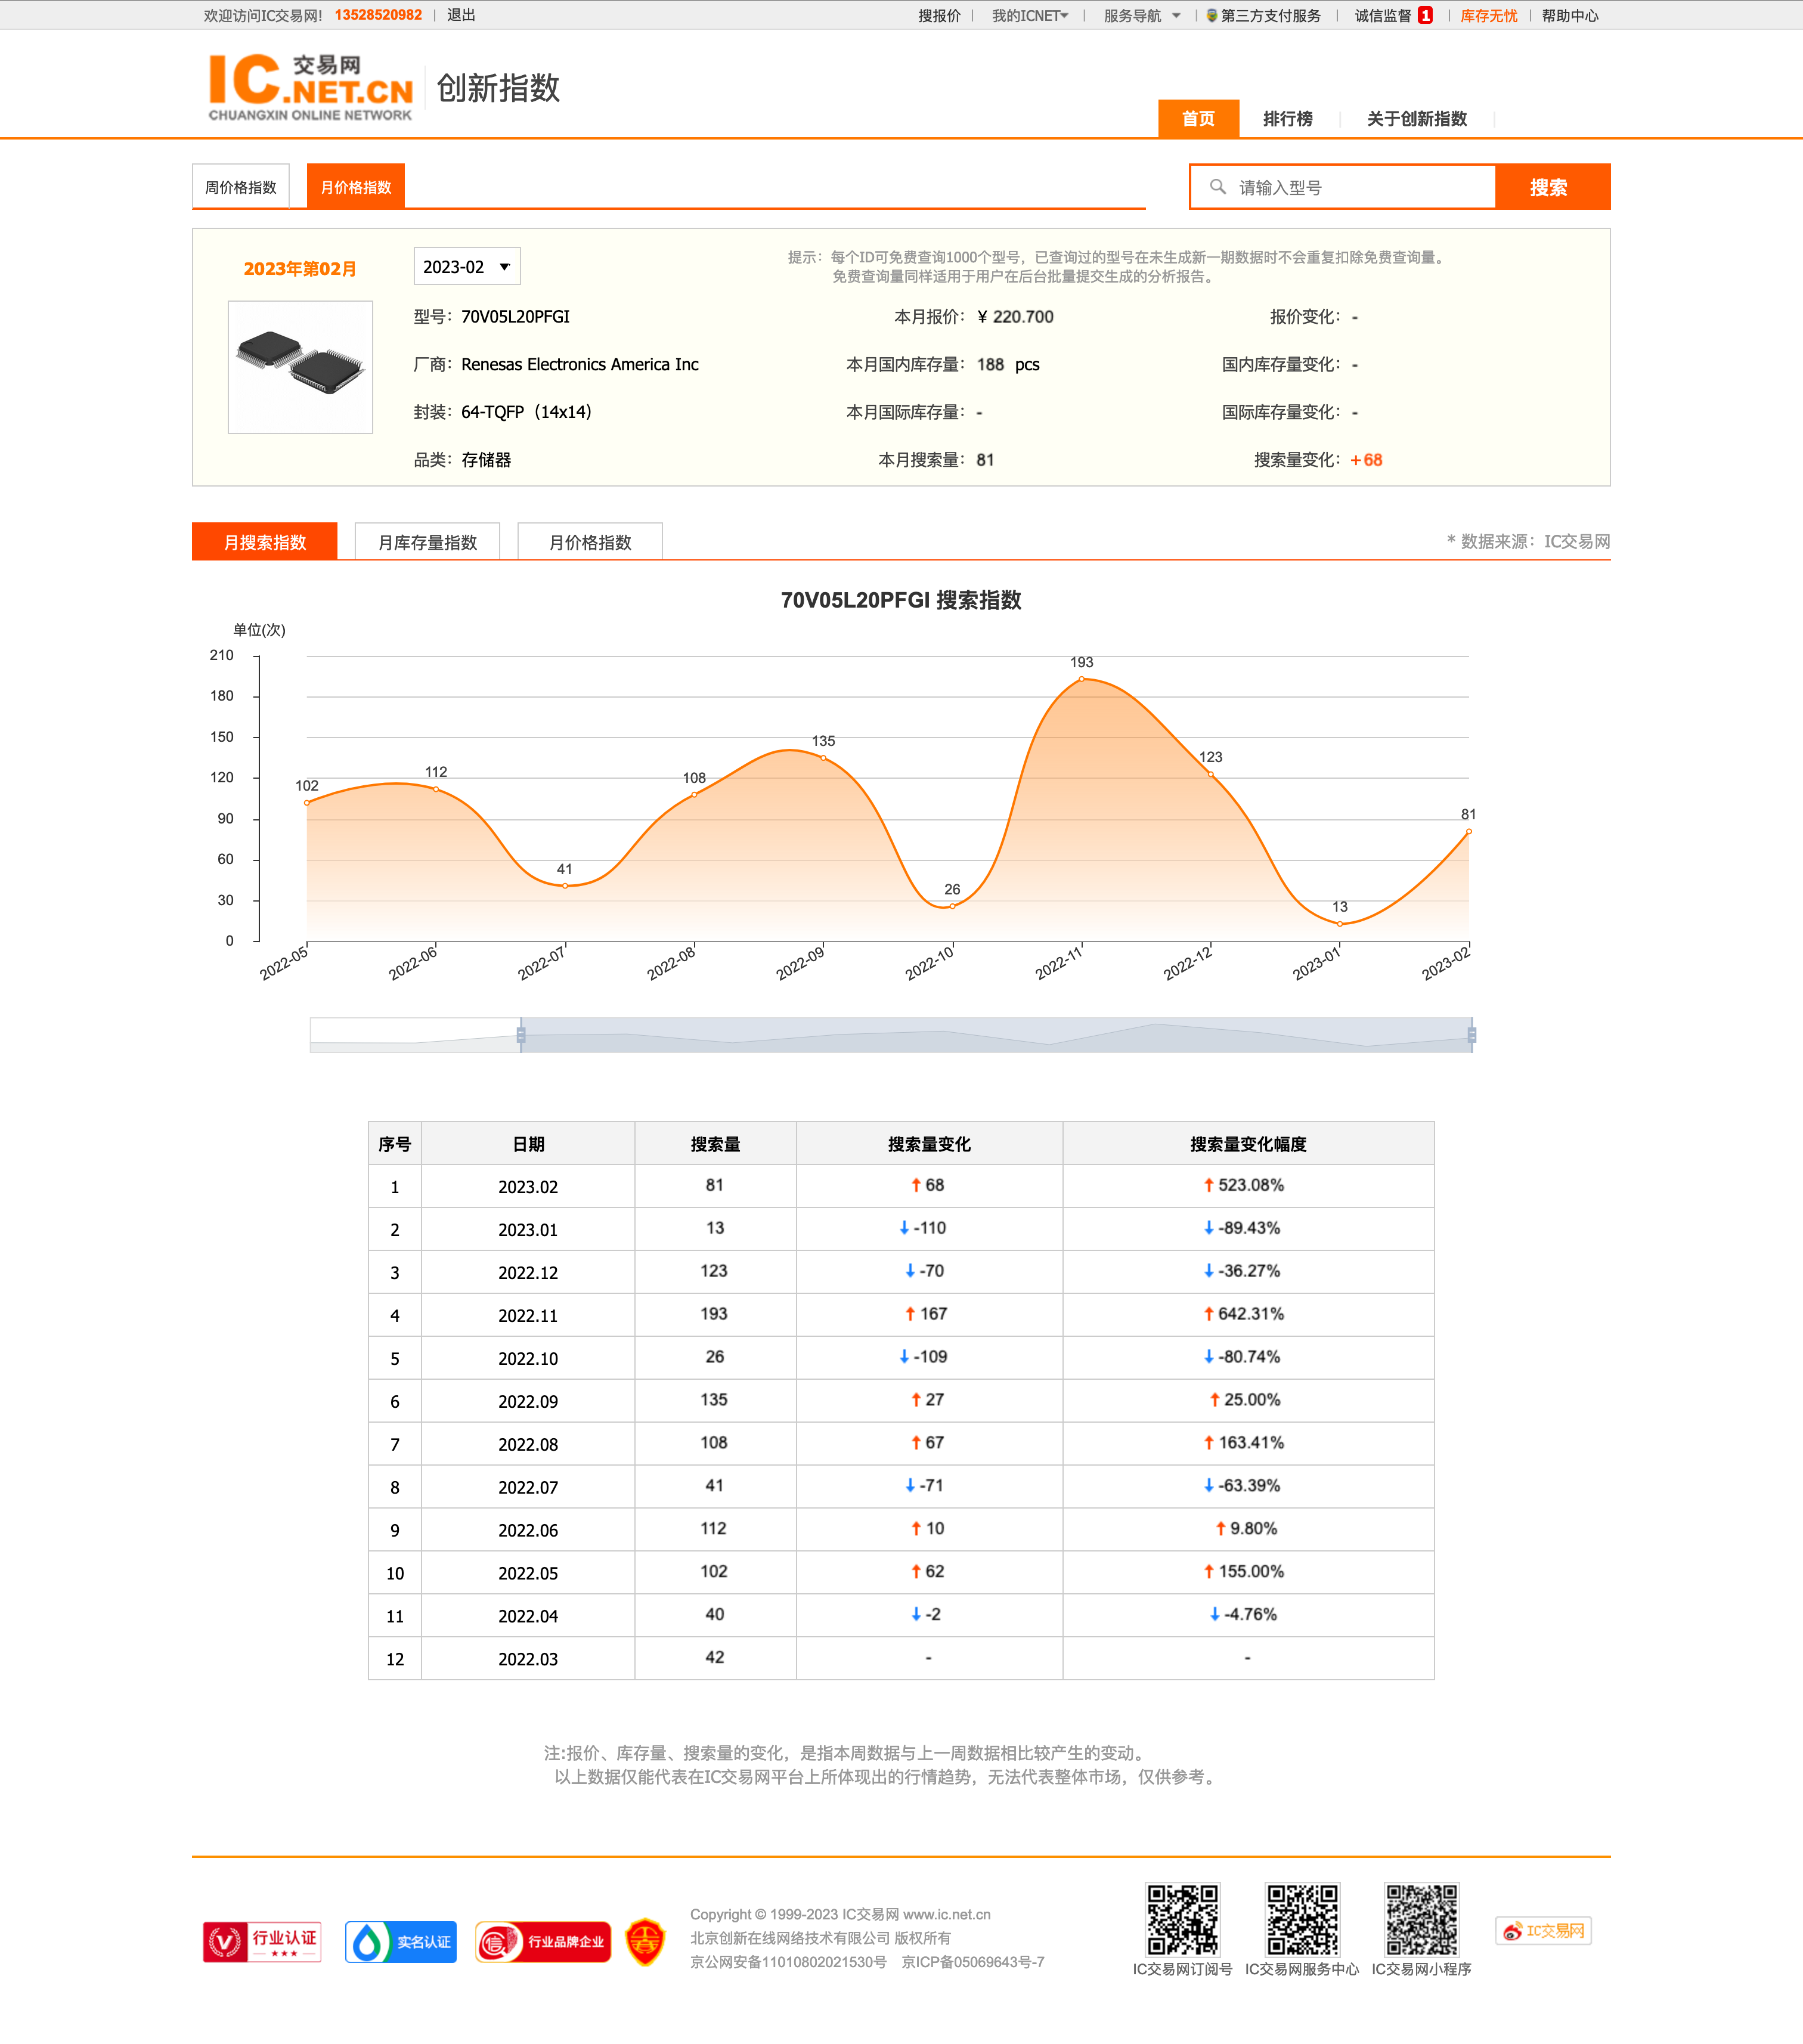 欢迎访问IC交易网! 13528520982 | 退出
搜报价 | 我的ICNET | 服务导航 | 第三方支付服务 | 诚信监督 1 | 库存无忧 | 帮助中心
IC 交易网
.NET.CN
CHUANGXIN ONLINE NETWORK
创新指数
首页 排行榜 关于创新指数
周价格指数 月价格指数
请输入型号 搜索
2023年第02月 2023-02
提示：每个ID可免费查询1000个型号，已查询过的型号在未生成新一期数据时不会重复扣除免费查询量。
免费查询量同样适用于用户在后台批量提交生成的分析报告。
型号：70V05L20PFGI 本月报价：¥ 220.700 报价变化：-
厂商：Renesas Electronics America Inc 本月国内库存量：188 pcs 国内库存量变化：-
封装：64-TQFP（14x14） 本月国际库存量：- 国际库存量变化：-
品类：存储器 本月搜索量：81 搜索量变化：+68
月搜索指数 月库存量指数 月价格指数 * 数据来源：IC交易网
70V05L20PFGI 搜索指数
单位(次)
210
180
150
120
90
60
30
0
102 112 41 108 135 26 193 123 13 81
2022-05 2022-06 2022-07 2022-08 2022-09 2022-10 2022-11 2022-12 2023-01 2023-02
序号 日期 搜索量 搜索量变化 搜索量变化幅度
1 2023.02 81 ↑ 68 ↑ 523.08%
2 2023.01 13 ↓ -110 ↓ -89.43%
3 2022.12 123 ↓ -70 ↓ -36.27%
4 2022.11 193 ↑ 167 ↑ 642.31%
5 2022.10 26 ↓ -109 ↓ -80.74%
6 2022.09 135 ↑ 27 ↑ 25.00%
7 2022.08 108 ↑ 67 ↑ 163.41%
8 2022.07 41 ↓ -71 ↓ -63.39%
9 2022.06 112 ↑ 10 ↑ 9.80%
10 2022.05 102 ↑ 62 ↑ 155.00%
11 2022.04 40 ↓ -2 ↓ -4.76%
12 2022.03 42 - -
注:报价、库存量、搜索量的变化，是指本周数据与上一周数据相比较产生的变动。
以上数据仅能代表在IC交易网平台上所体现出的行情趋势，无法代表整体市场，仅供参考。
行业认证
实名认证
信 行业品牌企业
Copyright © 1999-2023 IC交易网 www.ic.net.cn
北京创新在线网络技术有限公司 版权所有
京公网安备11010802021530号 京ICP备05069643号-7
IC交易网订阅号 IC交易网服务中心 IC交易网小程序
IC交易网